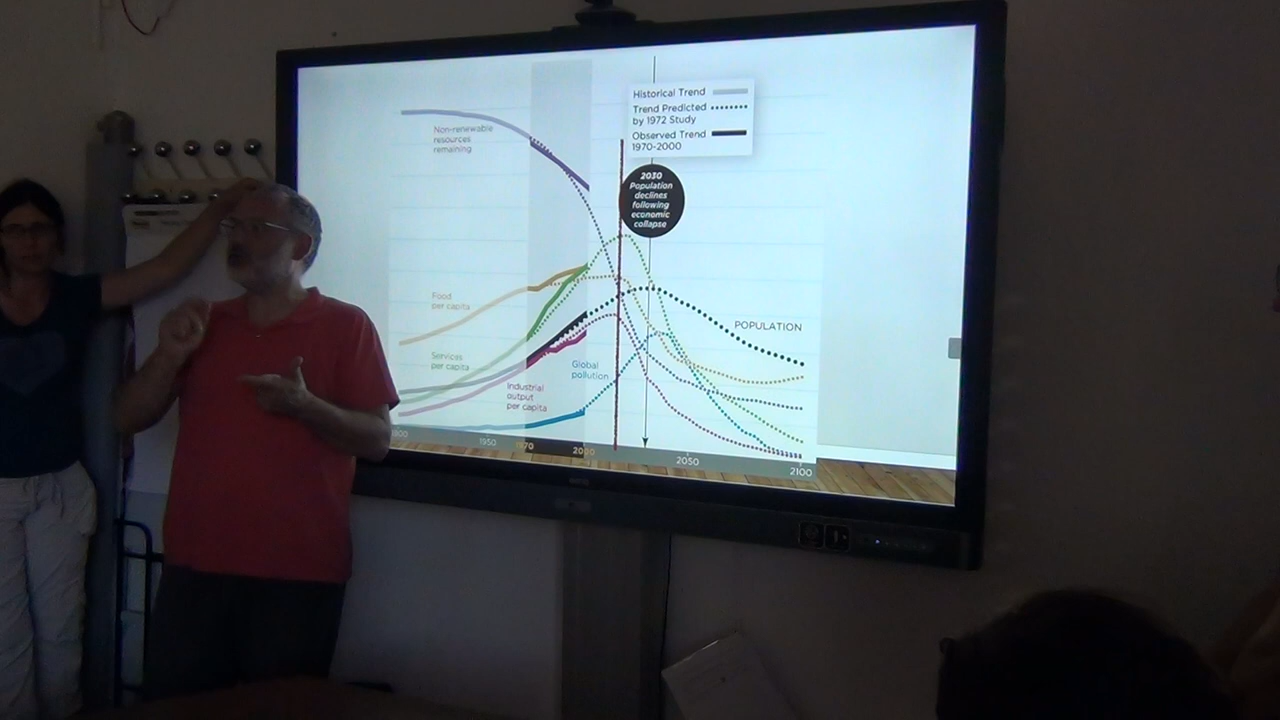 Historical Trend
Trend Predicted
by 1972 Study
Observed Trend
1970-2000
Non-renewable
resources
remaining
2030
Population
declines
following
economic
collapse
Food
per capita
POPULATION
Services
per capita
Global
pollution
Industrial
output
per capita
1900
1950
1970
2000
2050
2100